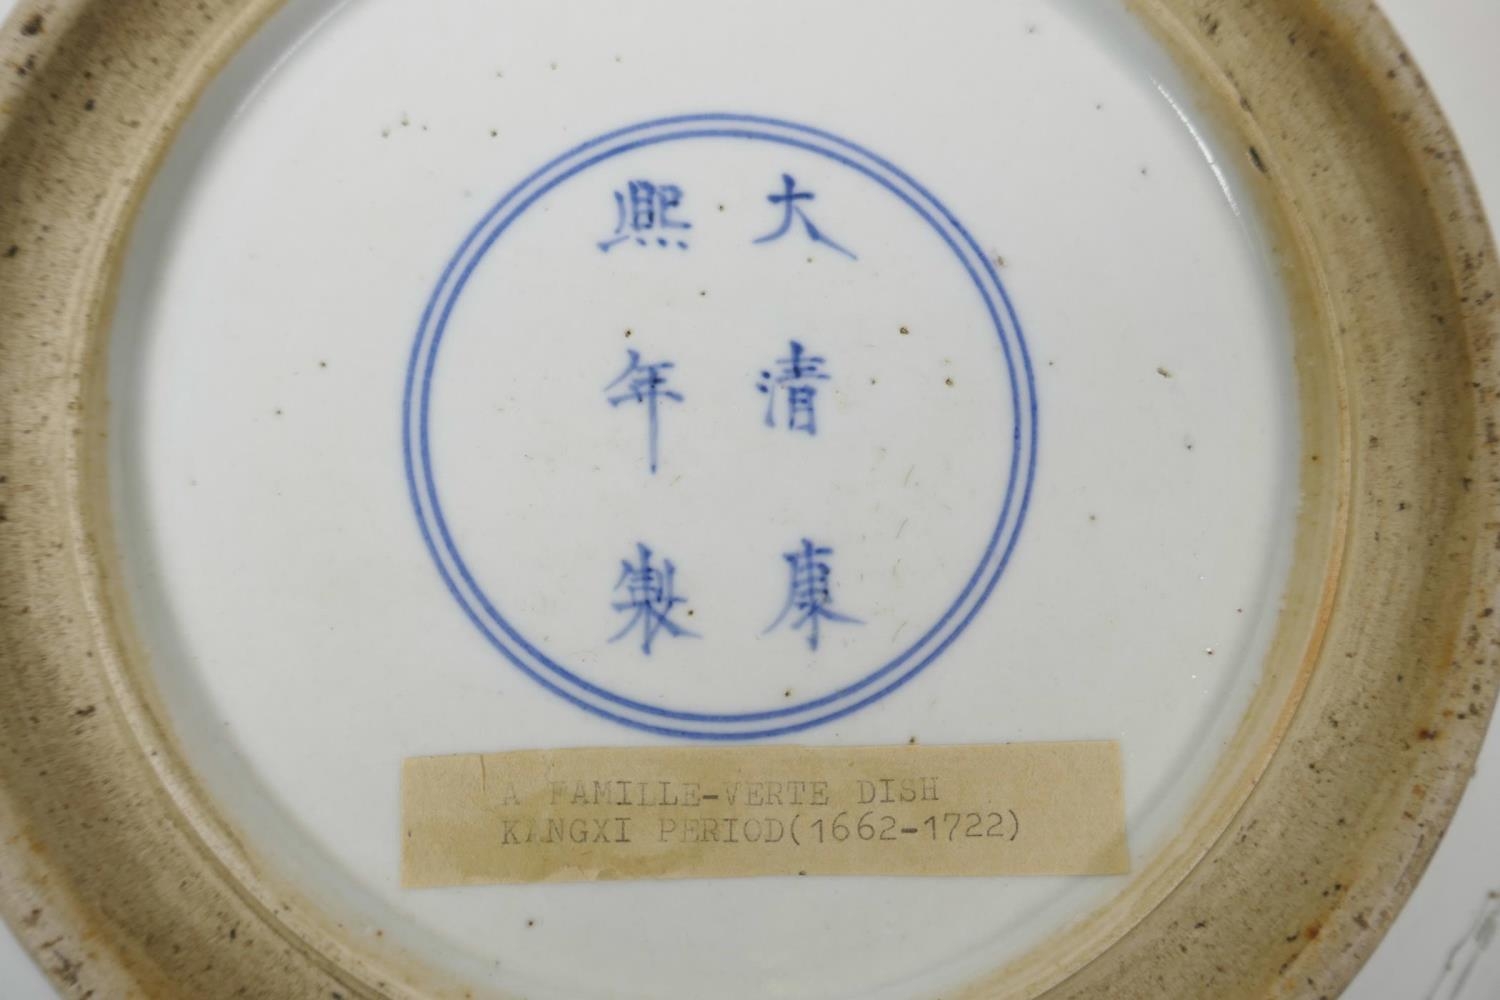 大清康
熙年製
A FAMILLE-VERTE DISH
KANGXI PERIOD(1662-1722)